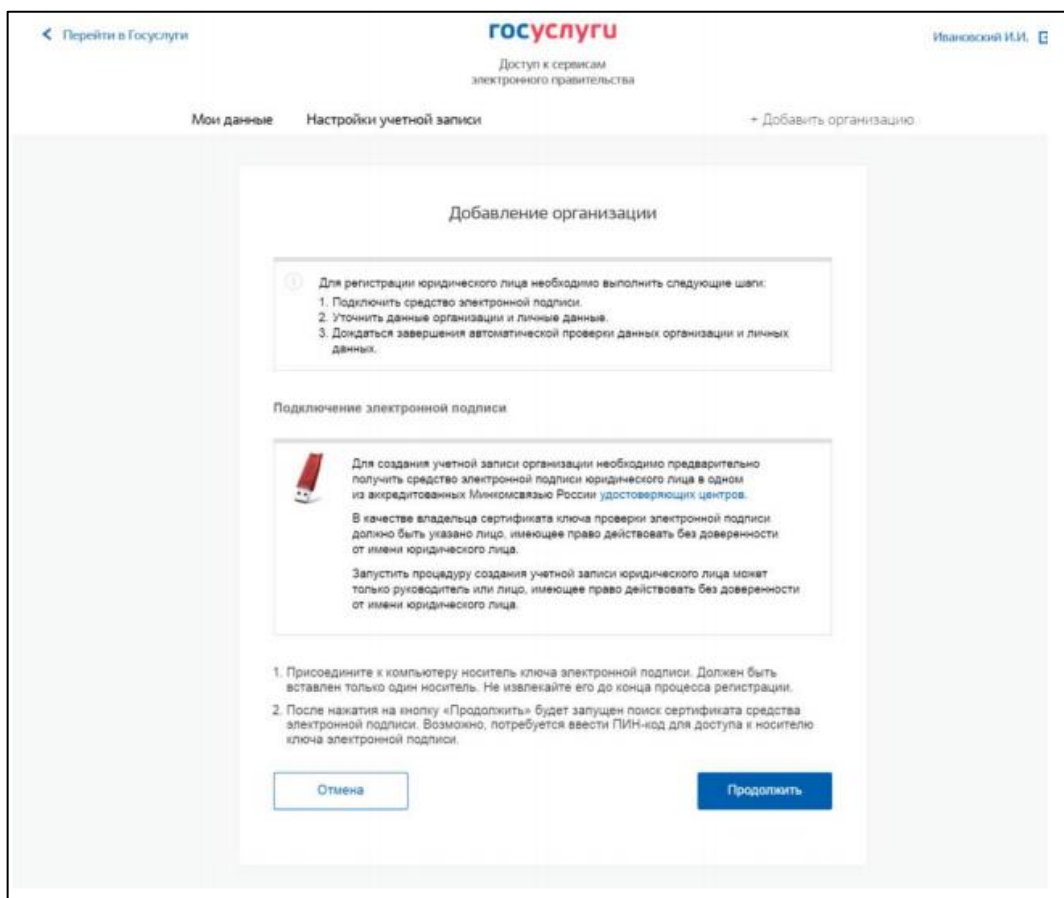 Перейти в Госуслуги
госуслуги
Ивановский И.И.
Доступ к сервисам
электронного правительства
Мои данные
Настройки учетной записи
+ Добавить организацию
Добавление организации
Для регистрации юридического лица необходимо выполнить следующие шаги:
1. Подключить средство электронной подписи.
2. Уточнить данные организации и личные данные.
3. Дождаться завершения автоматической проверки данных организации и личных
данных.
Подключение электронной подписи
Для создания учетной записи организации необходимо предварительно
получить средство электронной подписи юридического лица в одном
из аккредитованных Минкомсвязью России удостоверяющих центров.
В качестве владельца сертификата ключа проверки электронной подписи
должно быть указано лицо, имеющее право действовать без доверенности
от имени юридического лица.
Запустить процедуру создания учетной записи юридического лица может
только руководитель или лицо, имеющее право действовать без доверенности
от имени юридического лица.
1. Присоедините к компьютеру носитель ключа электронной подписи. Должен быть
вставлен только один носитель. Не извлекайте его до конца процесса регистрации.
2. После нажатия на кнопку «Продолжить» будет запущен поиск сертификата средства
электронной подписи. Возможно, потребуется ввести ПИН-код для доступа к носителю
ключа электронной подписи.
Отмена
Продолжить